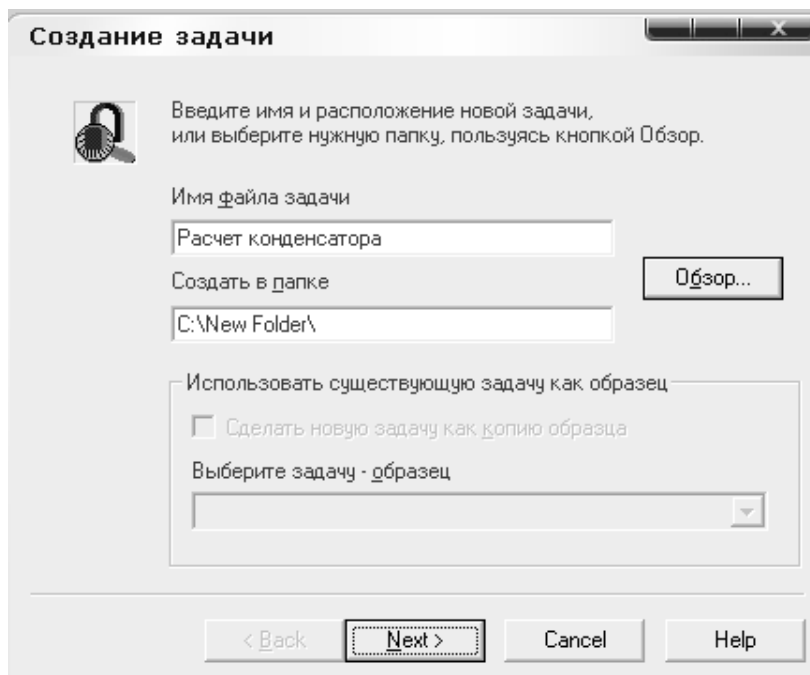 Создание задачи
Введите имя и расположение новой задачи,
или выберите нужную папку, пользуясь кнопкой Обзор.
Имя файла задачи
Расчет конденсатора
Создать в папке
Обзор...
C:\New Folder\
Использовать существующую задачу как образец
Сделать новую задачу как копию образца
Выберите задачу - образец
< Back Next > Cancel Help